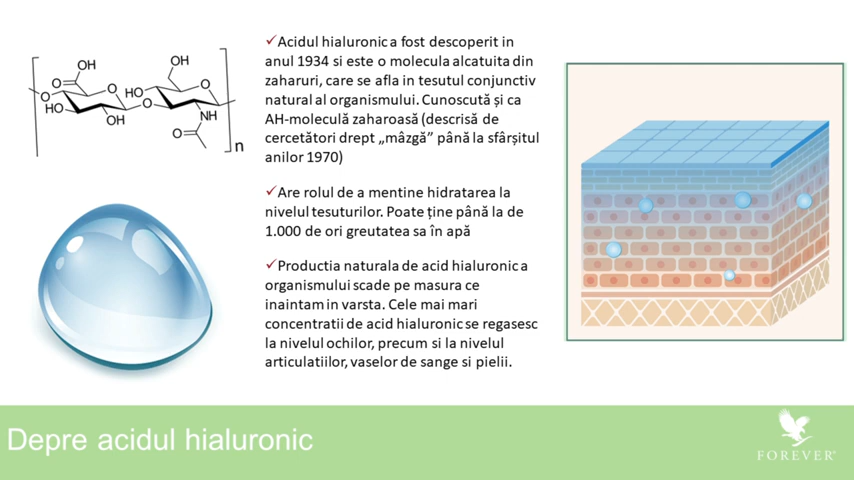 OH
O
OH
O
HO
O
HO
O
O
HO
OH
NH
O
n
✓Acidul hialuronic a fost descoperit in
anul 1934 si este o molecula alcatuita din
zaharuri, care se afla in tesutul conjunctiv
natural al organismului. Cunoscută și ca
AH-moleculă zaharoasă (descrisă de
cercetători drept „mâzgă” până la sfârșitul
anilor 1970)
✓Are rolul de a mentine hidratarea la
nivelul tesuturilor. Poate ține până la de
1.000 de ori greutatea sa în apă
✓Productia naturala de acid hialuronic a
organismului scade pe masura ce
inaintam in varsta. Cele mai mari
concentratii de acid hialuronic se regasesc
la nivelul ochilor, precum si la nivelul
articulatiilor, vaselor de sange si pielii.
Depre acidul hialuronic
FOREVER